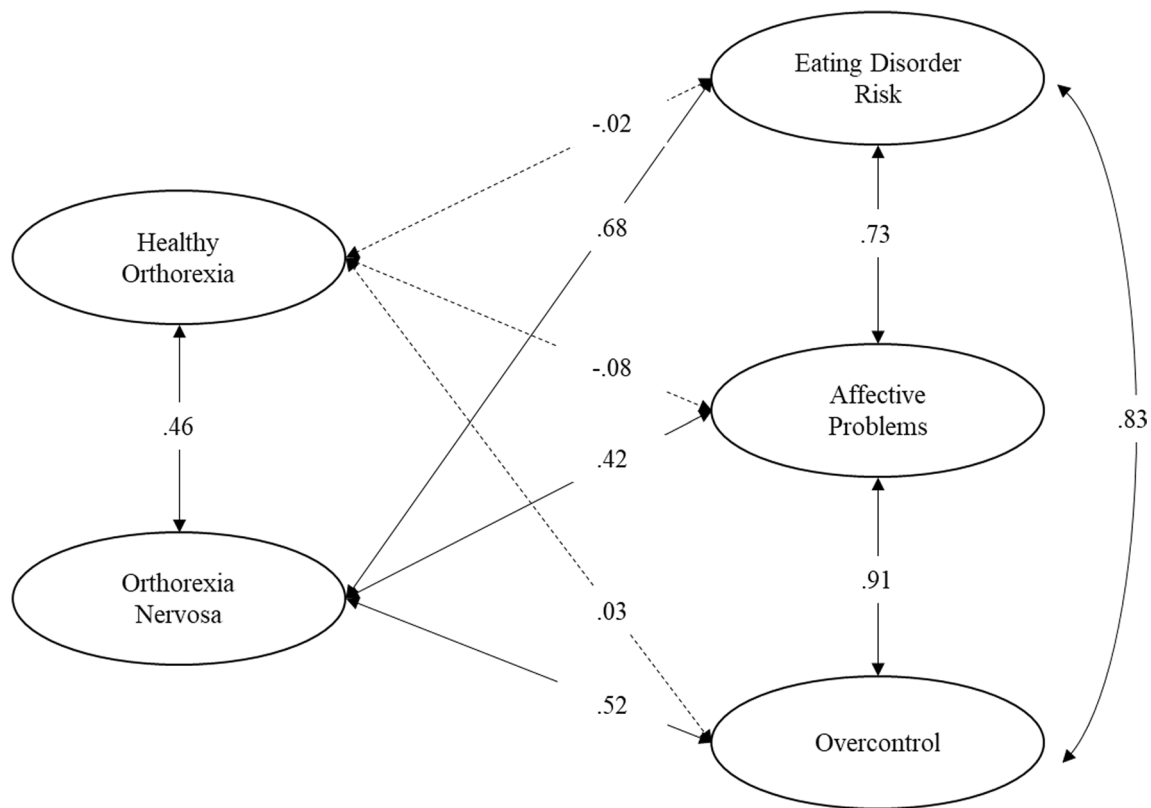 Eating Disorder
Risk
-.02
.68
Healthy
Orthorexia
.73
-.08
Affective
Problems
.83
.46
.42
Orthorexia
Nervosa
.91
.03
.52
Overcontrol